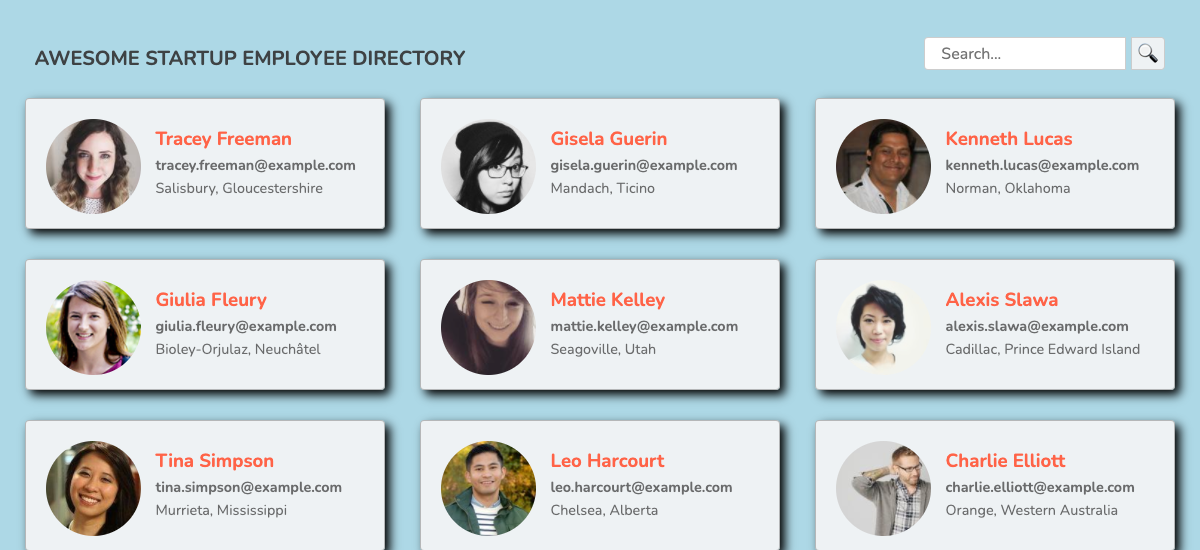 AWESOME STARTUP EMPLOYEE DIRECTORY
Search...
Tracey Freeman
tracey.freeman@example.com
Salisbury, Gloucestershire
Gisela Guerin
gisela.guerin@example.com
Mandach, Ticino
Kenneth Lucas
kenneth.lucas@example.com
Norman, Oklahoma
Giulia Fleury
giulia.fleury@example.com
Bioley-Orjulaz, Neuchâtel
Mattie Kelley
mattie.kelley@example.com
Seagoville, Utah
Alexis Slawa
alexis.slawa@example.com
Cadillac, Prince Edward Island
Tina Simpson
tina.simpson@example.com
Murrieta, Mississippi
Leo Harcourt
leo.harcourt@example.com
Chelsea, Alberta
Charlie Elliott
charlie.elliott@example.com
Orange, Western Australia